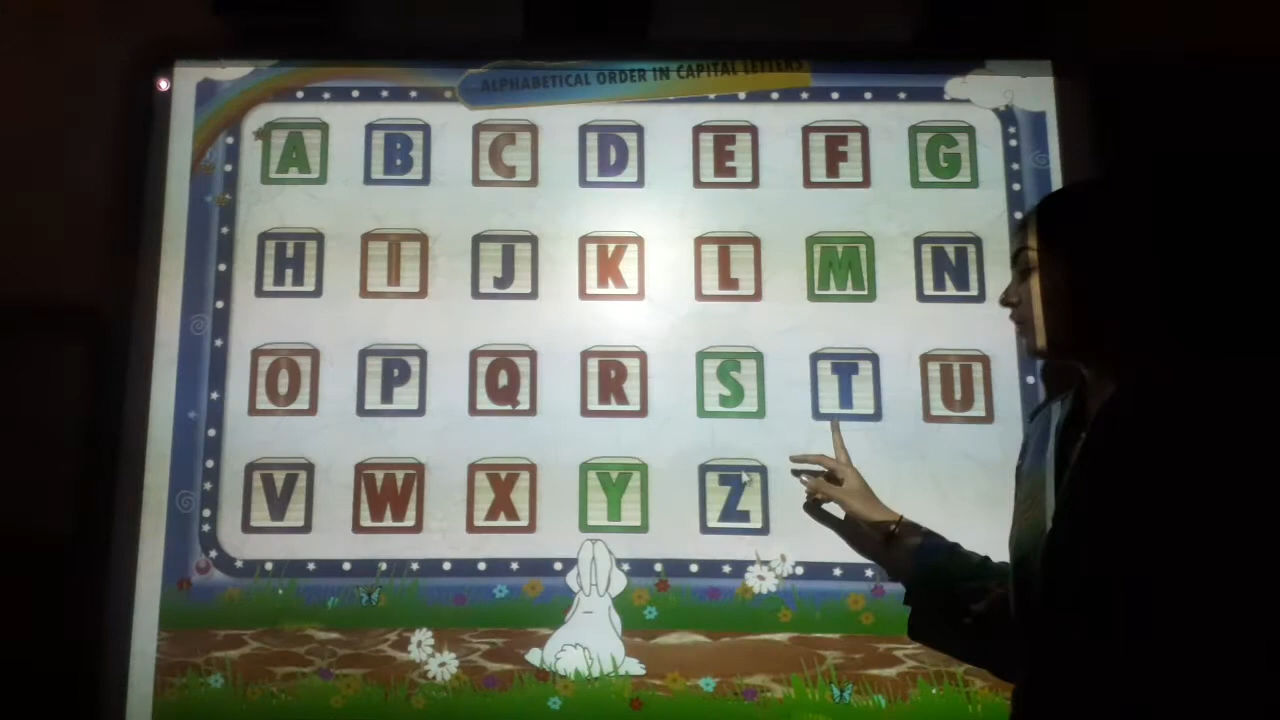 ALPHABETICAL ORDER IN CAPITAL LETTERS
A B C D E F G
H I J K L M N
O P Q R S T U
V W X Y Z